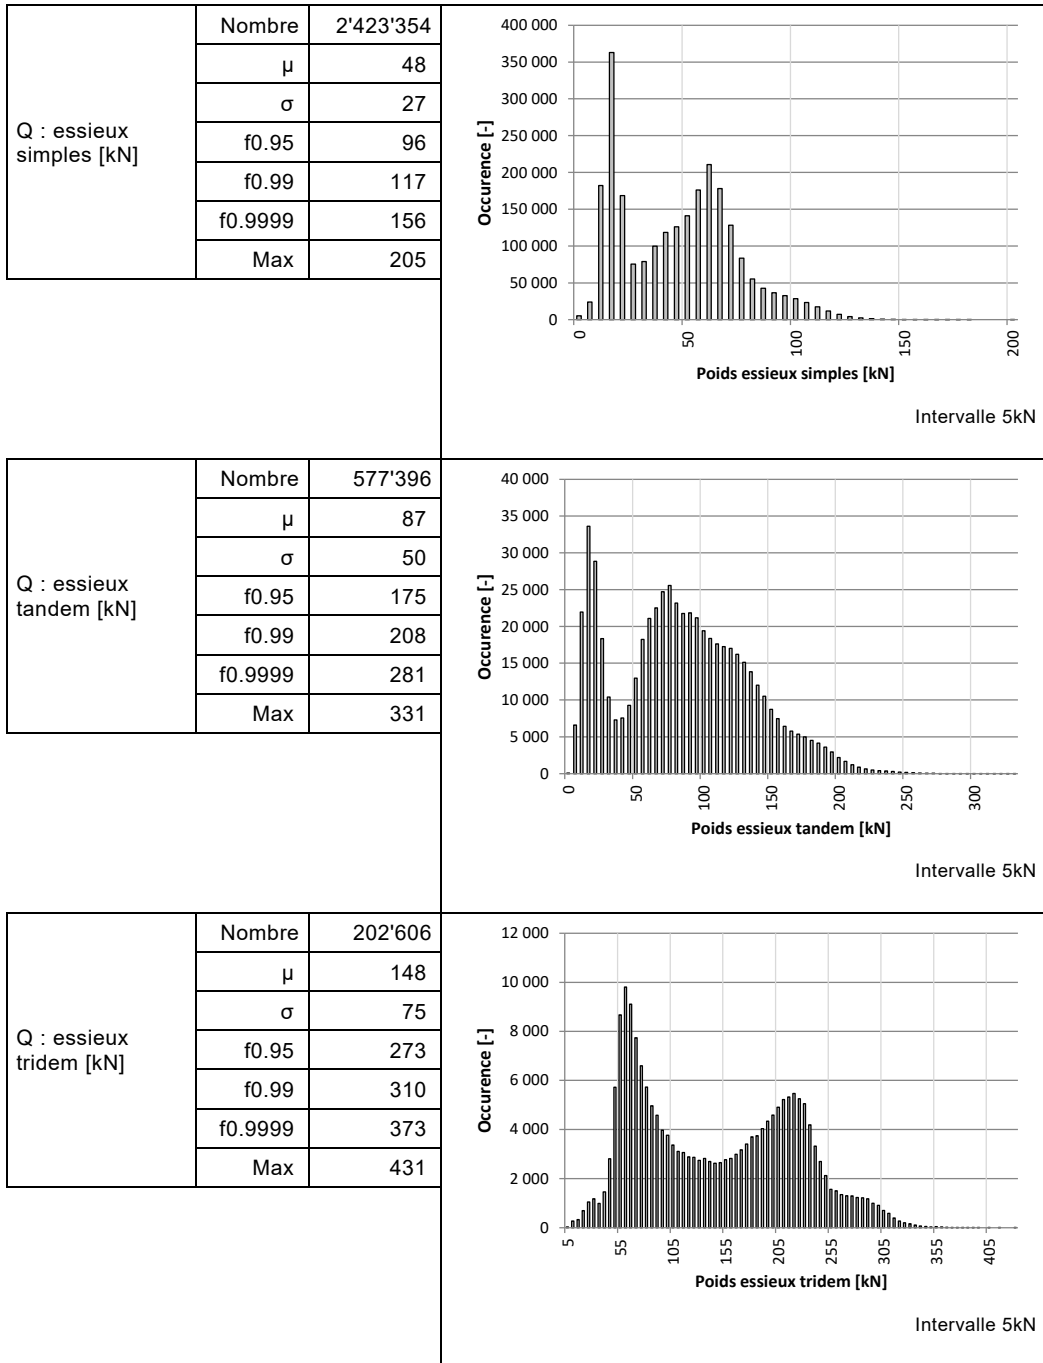 Q : essieux
simples [kN]
Nombre 2'423'354
µ 48
σ 27
f0.95 96
f0.99 117
f0.9999 156
Max 205
400 000
350 000
300 000
250 000
200 000
150 000
100 000
50 000
0
Occurence [-]
0 50 100 150 200
Poids essieux simples [kN]
Intervalle 5kN
Q : essieux
tandem [kN]
Nombre 577'396
µ 87
σ 50
f0.95 175
f0.99 208
f0.9999 281
Max 331
40 000
35 000
30 000
25 000
20 000
15 000
10 000
5 000
0
Occurence [-]
0 50 100 150 200 250 300
Poids essieux tandem [kN]
Intervalle 5kN
Q : essieux
tridem [kN]
Nombre 202'606
µ 148
σ 75
f0.95 273
f0.99 310
f0.9999 373
Max 431
12 000
10 000
8 000
6 000
4 000
2 000
0
Occurence [-]
5 55 105 155 205 255 305 355 405
Poids essieux tridem [kN]
Intervalle 5kN